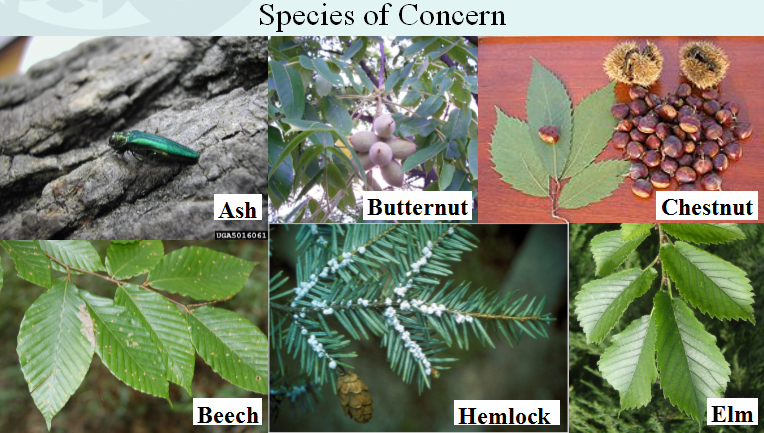 Species of Concern
Ash
Butternut
Chestnut
UGA5016061
Beech
Hemlock
Elm